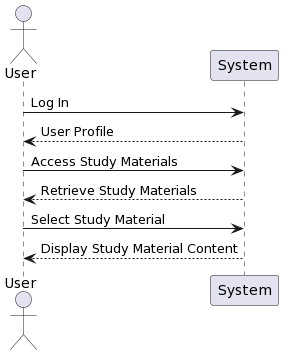 User
System
Log In
User Profile
Access Study Materials
Retrieve Study Materials
Select Study Material
Display Study Material Content
User
System